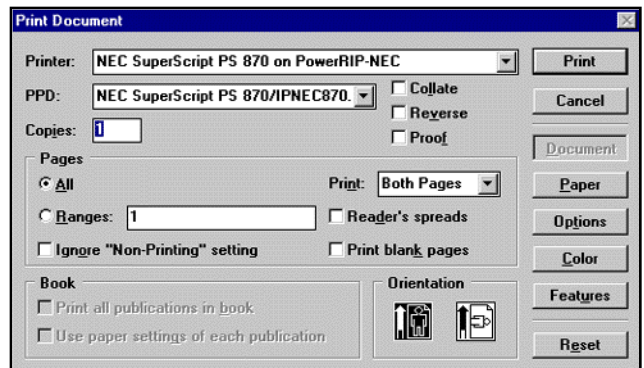 Print Document
Printer: NEC SuperScript PS 870 on PowerRIP-NEC
PPD: NEC SuperScript PS 870/IPNEC870.
Collate
Reverse
Proof
Copies: 1
Pages
All
Print: Both Pages
Ranges: 1
Reader's spreads
Ignore "Non-Printing" setting
Print blank pages
Book
Print all publications in book
Use paper settings of each publication
Orientation
Print
Cancel
Document
Paper
Options
Color
Features
Reset